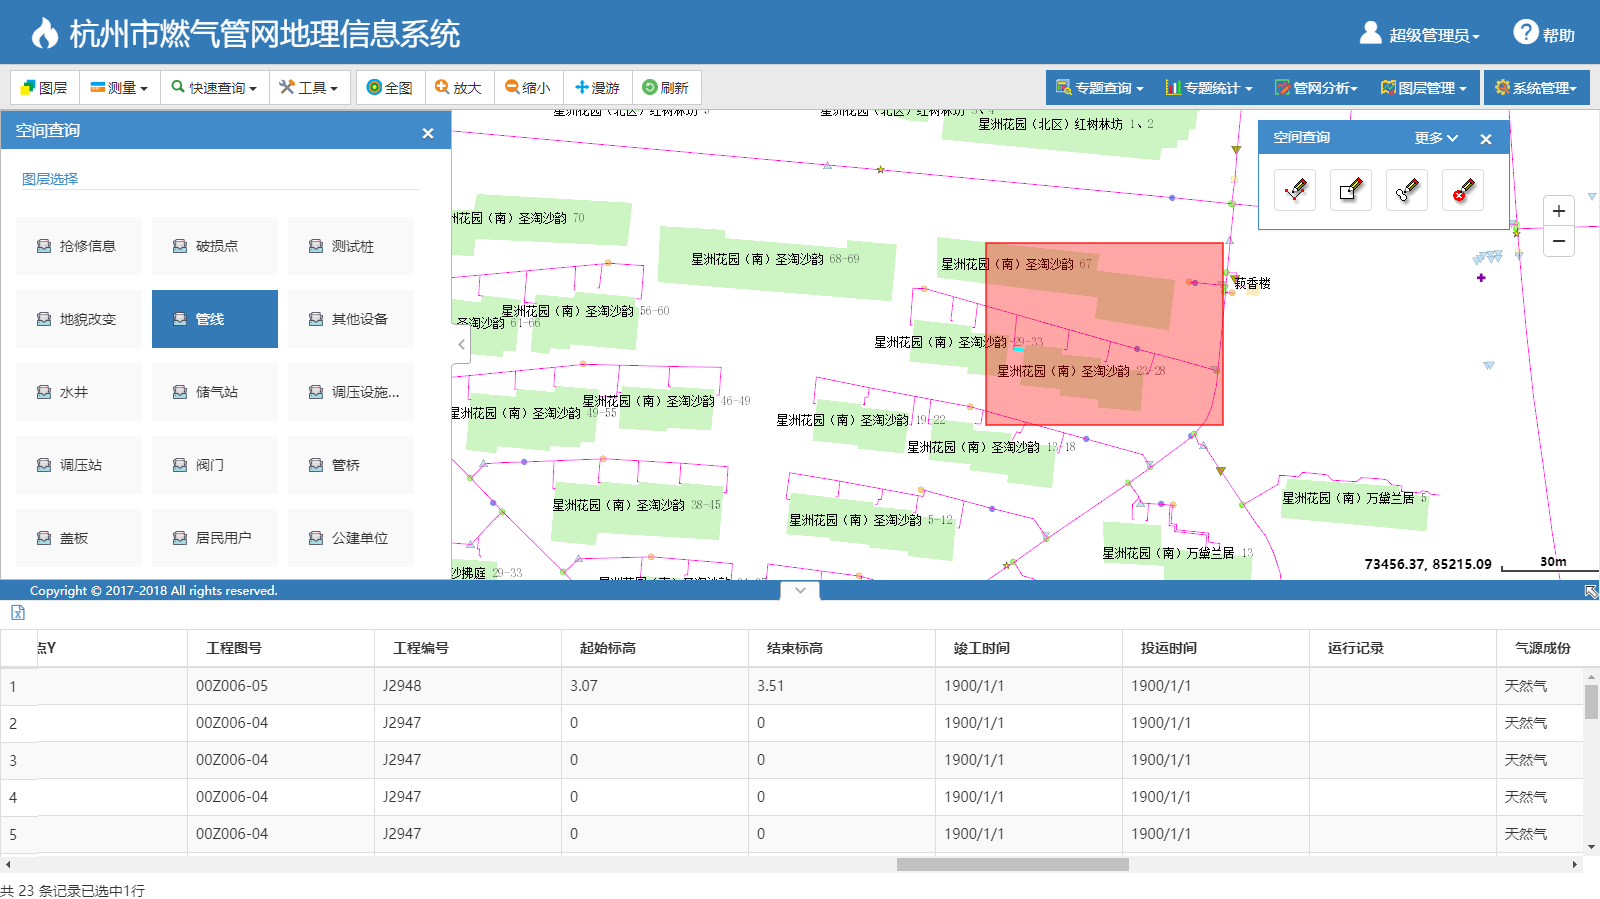 杭州市燃气管网地理信息系统
超级管理员
帮助
图层 测量 快速查询 工具 全图 放大 缩小 漫游 刷新
专题查询 专题统计 管网分析 图层管理 系统管理
空间查询
图层选择
抢修信息 破损点 测试桩
地貌改变 管线 其他设备
水井 储气站 调压设施...
调压站 阀门 管桥
盖板 居民用户 公建单位
空间查询 更多
星洲花园（北区）红树林坊 1、2
洲花园（南）圣淘沙韵 70
星洲花园（南）圣淘沙韵 68-69
星洲花园（南）圣淘沙韵 67
星洲花园（南）圣淘沙韵 56-60
圣淘沙韵 61-66
星洲花园（南）圣淘沙韵 29-33
星洲花园（南）圣淘沙韵 23-28
星洲花园（南）圣淘沙韵 46-49
星洲花园（南）圣淘沙韵 49-55
星洲花园（南）圣淘沙韵 19-22
星洲花园（南）圣淘沙韵 13-18
星洲花园（南）圣淘沙韵 38-45
星洲花园（南）圣淘沙韵 5-12
星洲花园（南）万黛兰居 5
星洲花园（南）万黛兰居 13
沙拂庭 29-33
73456.37, 85215.09
30m
Copyright © 2017-2018 All rights reserved.
点Y 工程图号 工程编号 起始标高 结束标高 竣工时间 投运时间 运行记录 气源成份
1 00Z006-05 J2948 3.07 3.51 1900/1/1 1900/1/1 天然气
2 00Z006-04 J2947 0 0 1900/1/1 1900/1/1 天然气
3 00Z006-04 J2947 0 0 1900/1/1 1900/1/1 天然气
4 00Z006-04 J2947 0 0 1900/1/1 1900/1/1 天然气
5 00Z006-04 J2947 0 0 1900/1/1 1900/1/1 天然气
共 23 条记录已选中1行